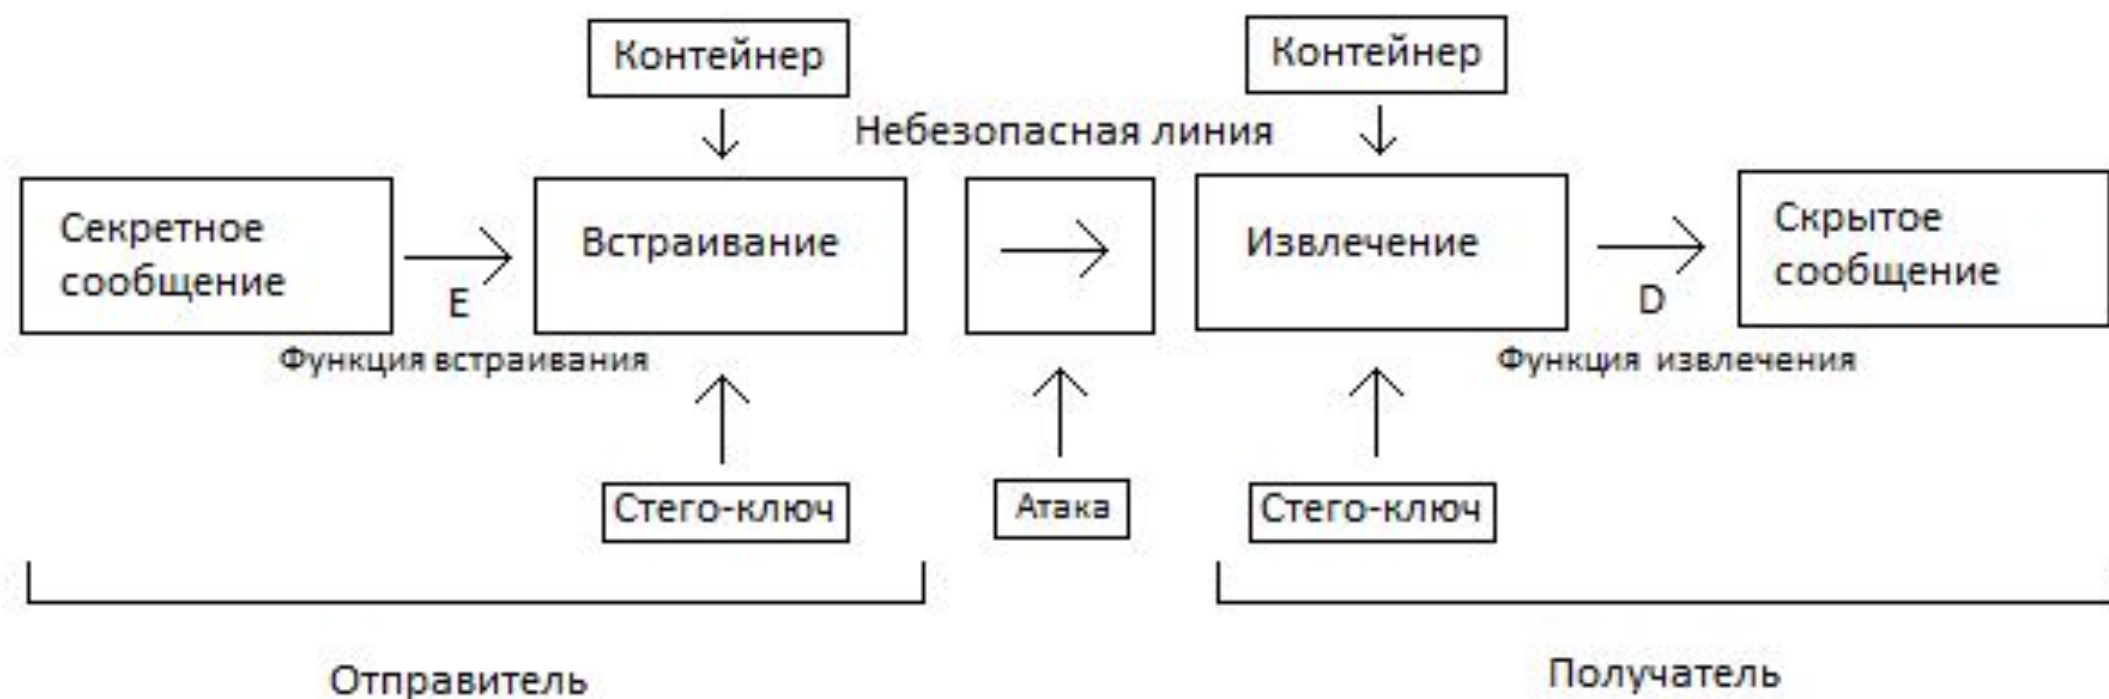 Контейнер
Контейнер
Небезопасная линия
Секретное
сообщение
E
Функция встраивания
Встраивание
Извлечение
D
Функция извлечения
Скрытое
сообщение
Стего-ключ
Атака
Стего-ключ
Отправитель
Получатель